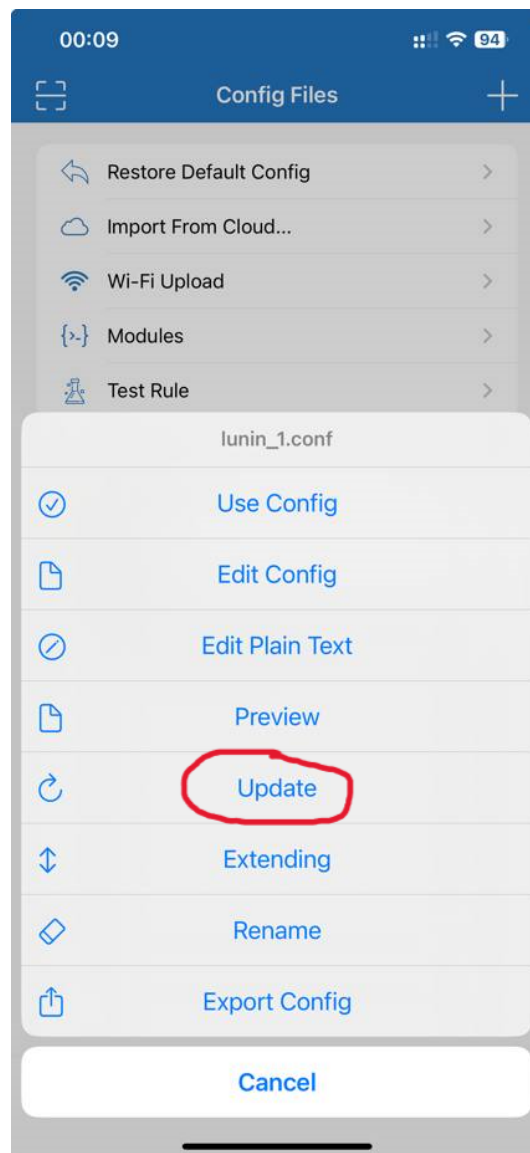 00:09
94
Config Files
Restore Default Config
Import From Cloud...
Wi-Fi Upload
Modules
Test Rule
lunin_1.conf
Use Config
Edit Config
Edit Plain Text
Preview
Update
Extending
Rename
Export Config
Cancel